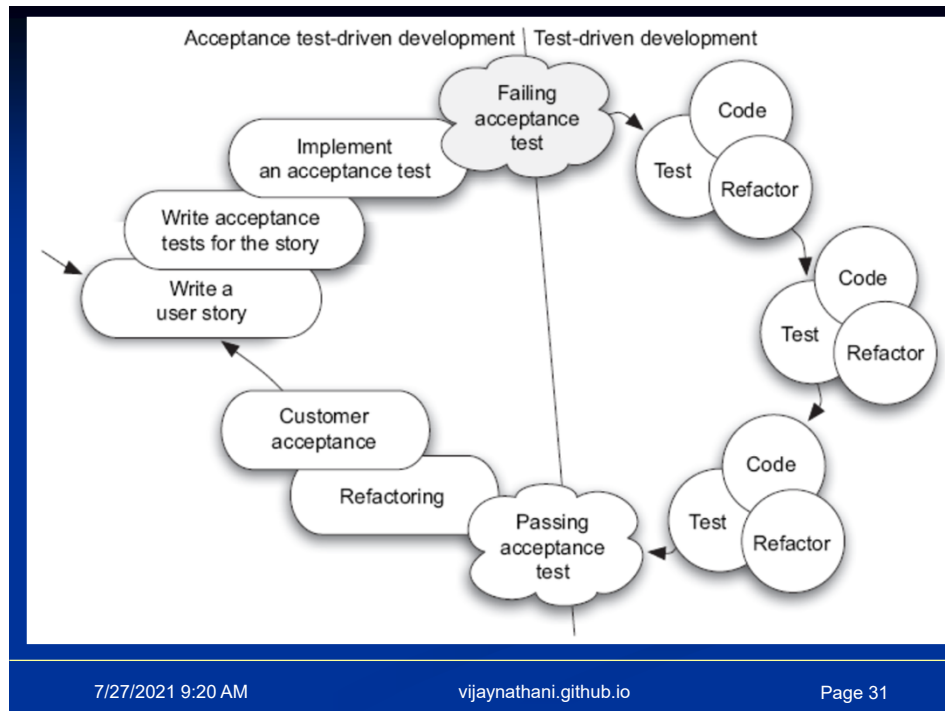 Acceptance test-driven development
Test-driven development
Failing
acceptance
test
Implement
an acceptance test
Write acceptance
tests for the story
Write a
user story
Code
Test
Refactor
Code
Test
Refactor
Code
Test
Refactor
Customer
acceptance
Refactoring
Passing
acceptance
test
7/27/2021 9:20 AM
vijaynathani.github.io
Page 31